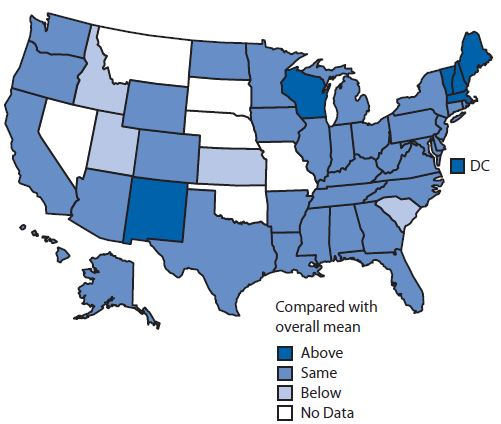 DC
Compared with
overall mean
Above
Same
Below
No Data